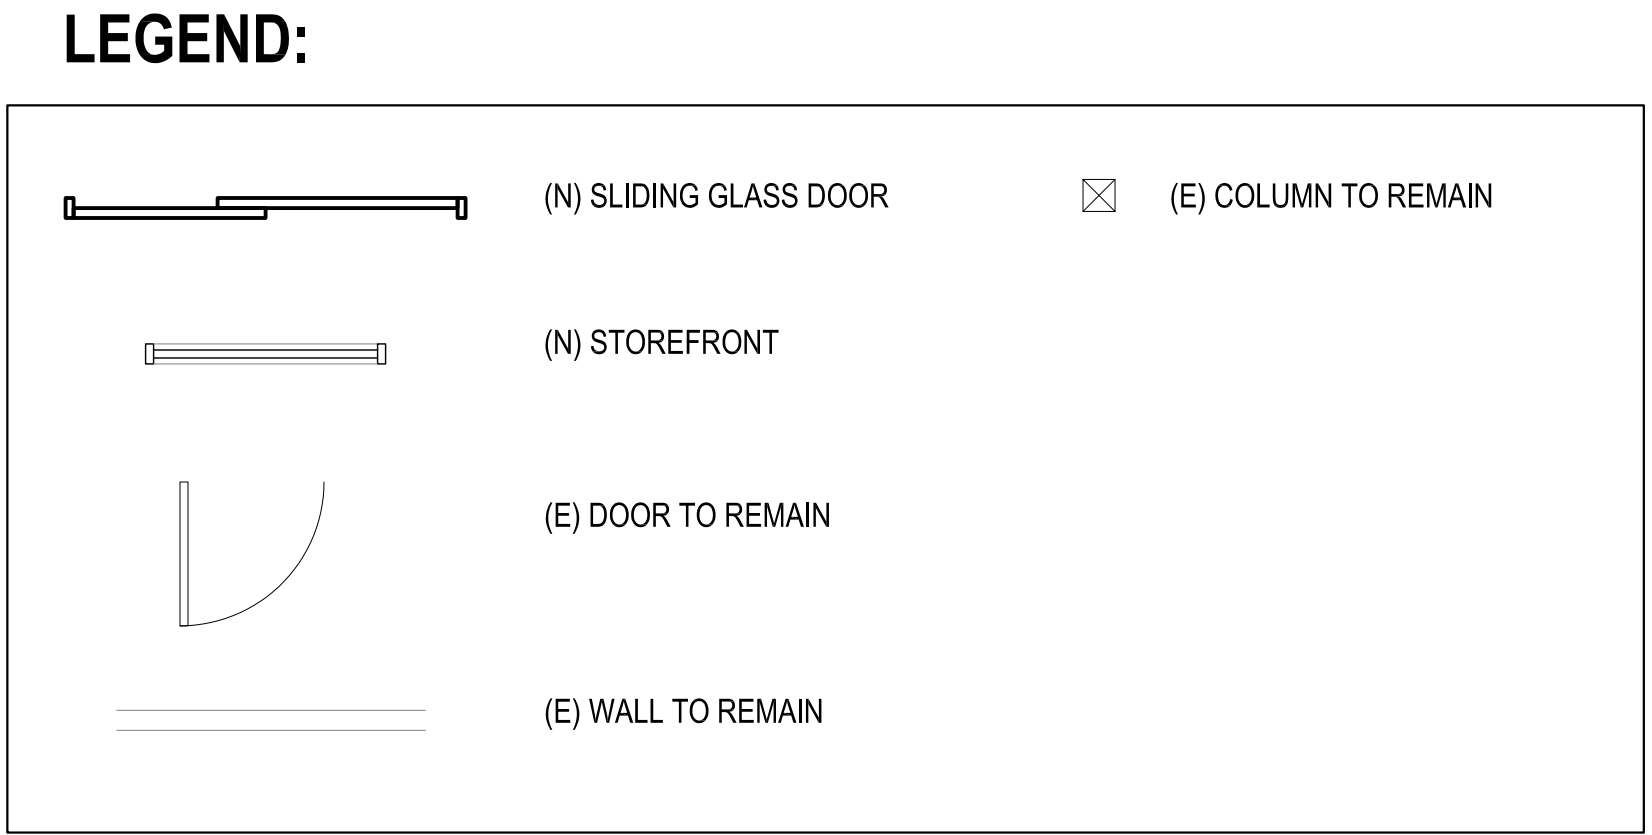 LEGEND:
(N) SLIDING GLASS DOOR
(E) COLUMN TO REMAIN
(N) STOREFRONT
(E) DOOR TO REMAIN
(E) WALL TO REMAIN